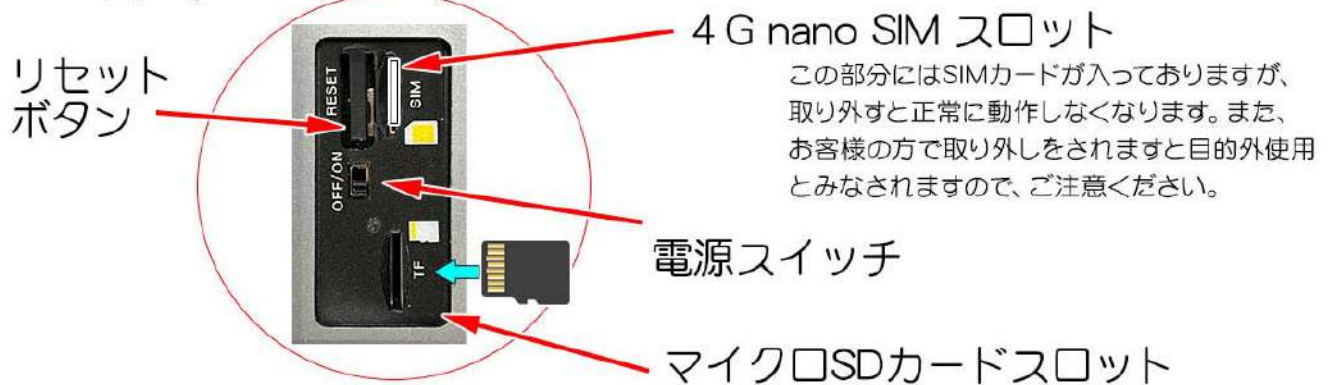 4G nano SIM スロット
この部分にはSIMカードが入っておりますが、
取り外すと正常に動作しなくなります。また、
お客様の方で取り外しをされますと目的外使用
とみなされますので、ご注意ください。
リセット
ボタン
RESET
SIM
OFF/ON
電源スイッチ
TF
マイクロSDカードスロット